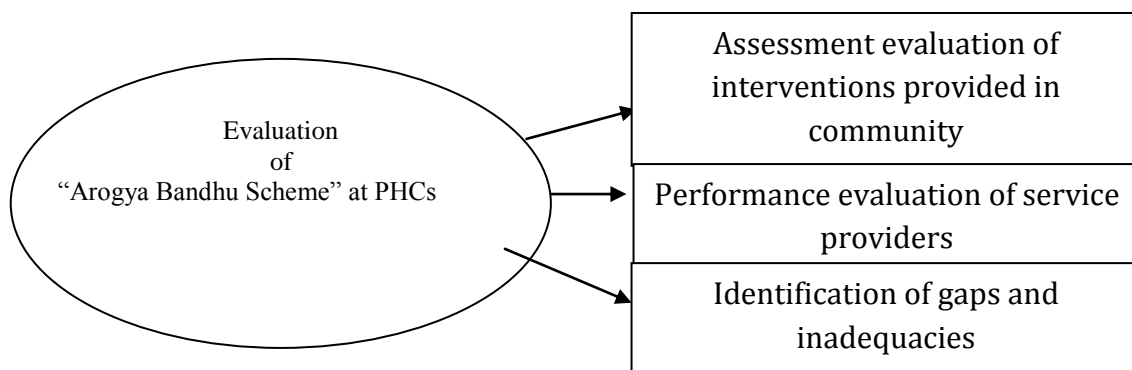 Evaluation
of
“Arogya Bandhu Scheme” at PHCs
Assessment evaluation of
interventions provided in
community
Performance evaluation of service
providers
Identification of gaps and
inadequacies